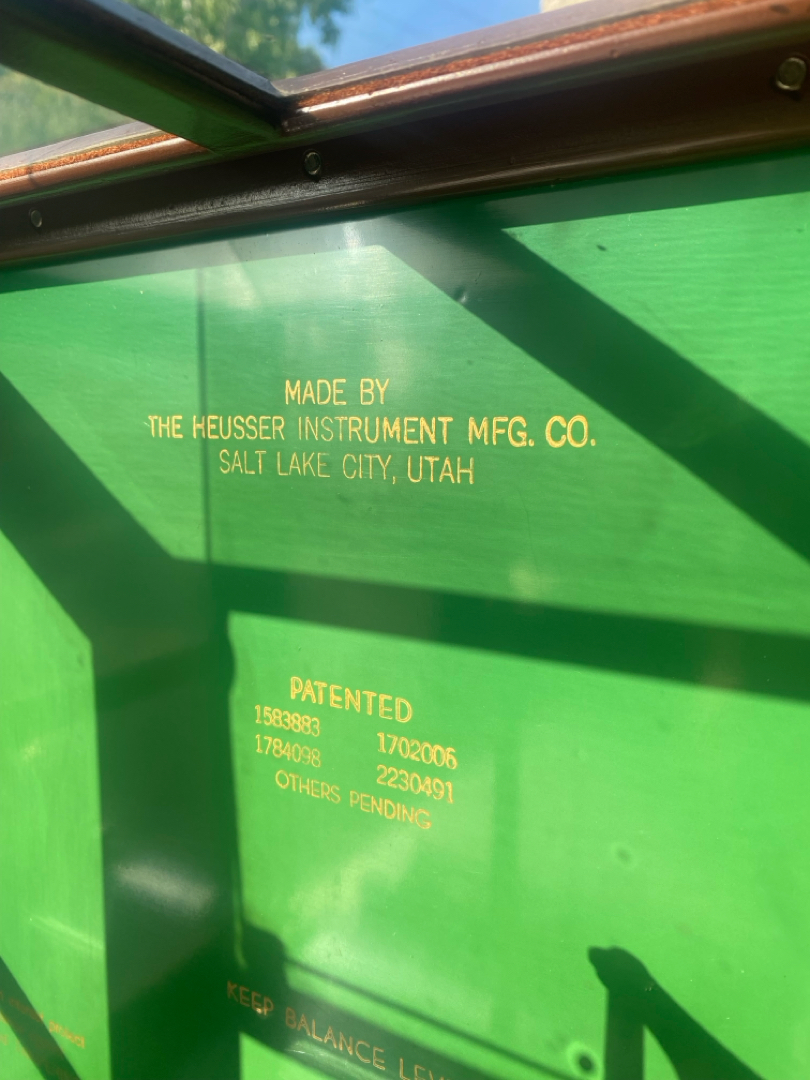 MADE BY
THE HEUSSER INSTRUMENT MFG. CO.
SALT LAKE CITY, UTAH
PATENTED
1583883 1702006
1784098 2230491
OTHERS PENDING
KEEP BALANCE